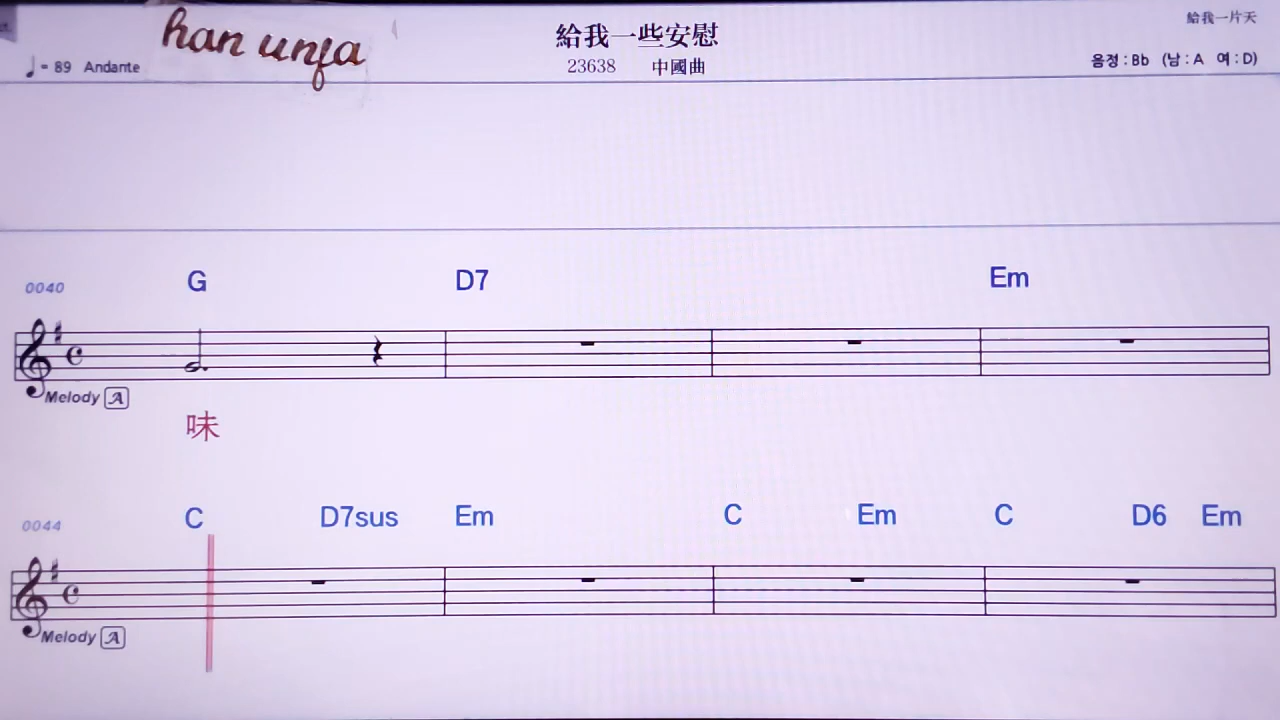 han unja
給我一些安慰
給我一片天
♩= 89 Andante
23638 中國曲
음정 : Bb (남 : A 여 : D)
0040
G D7 Em
Melody A
味
0044
C D7sus Em C Em C D6 Em
Melody A